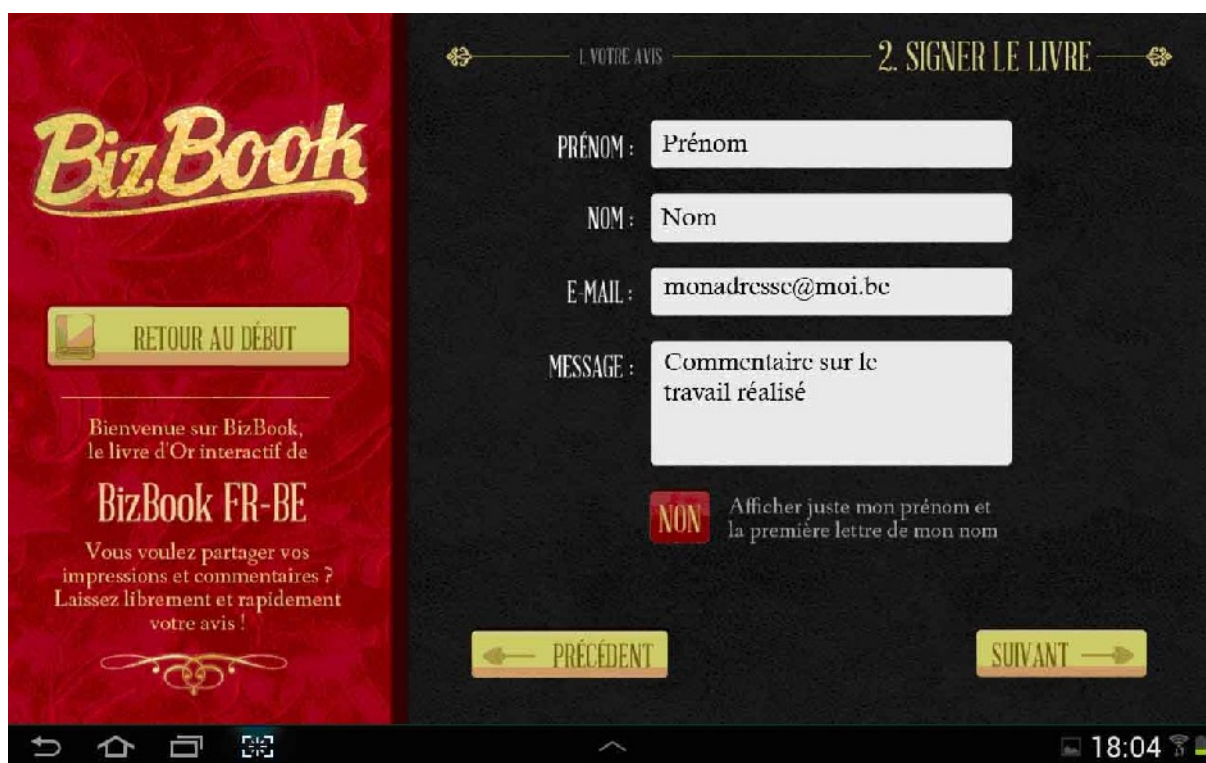 BizBook
RETOUR AU DÉBUT
Bienvenue sur BizBook,
le livre d'Or interactif de
BizBook FR-BE
Vous voulez partager vos
impressions et commentaires ?
Laissez librement et rapidement
votre avis !
1. VOTRE AVIS
2. SIGNER LE LIVRE
PRÉNOM : Prénom
NOM : Nom
E-MAIL : monadresse@moi.be
MESSAGE : Commentaire sur le
travail réalisé
NON Afficher juste mon prénom et
la première lettre de mon nom
PRÉCÉDENT
SUIVANT
18:04